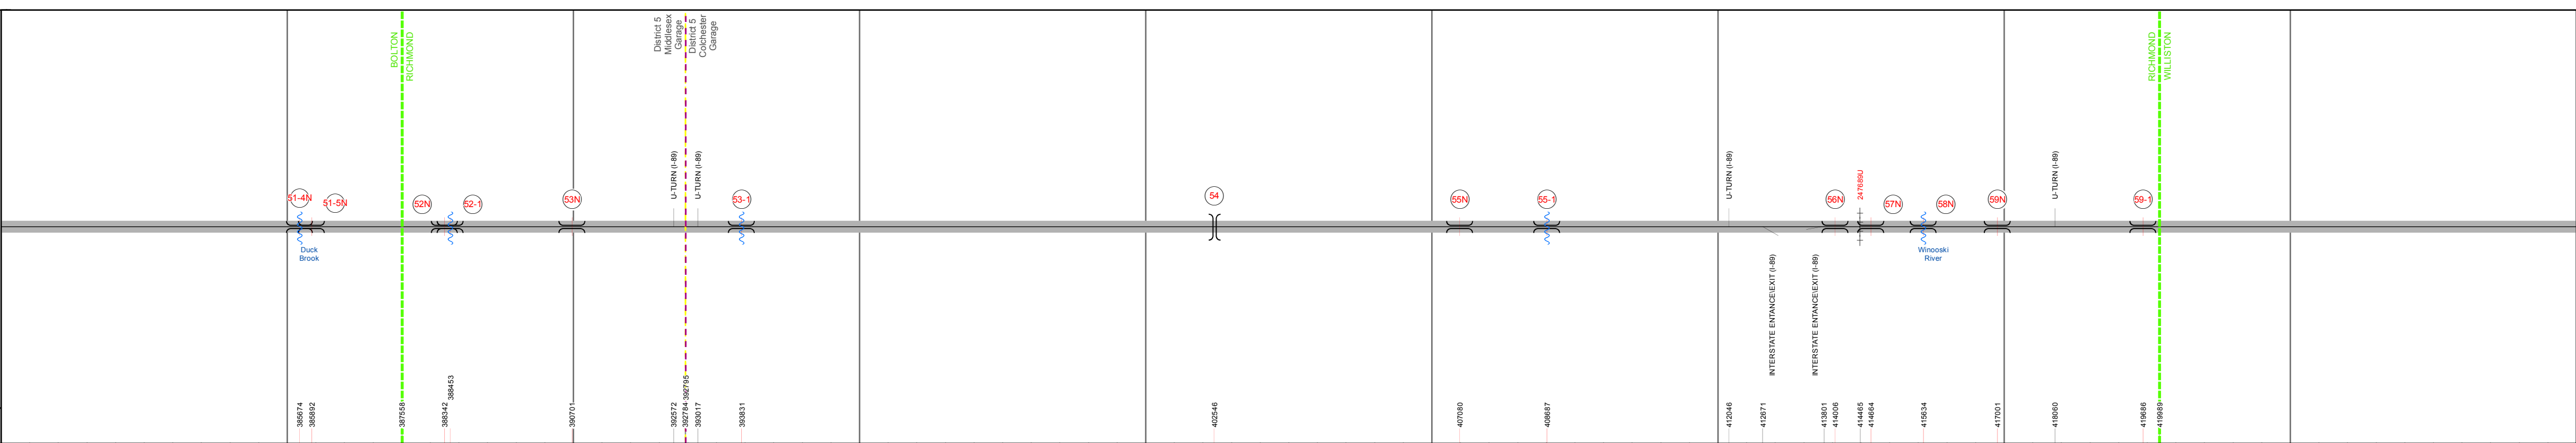 BOLTON
RICHMOND
District 5
Middlesex
Garage
District 5
Colchester
Garage
RICHMOND
WILLISTON
51-4N
51-5N
52N
52-1
53N
U-TURN (I-89)
U-TURN (I-89)
53-1
54
55N
55-1
U-TURN (I-89)
56N
247689U
57N
58N
59N
U-TURN (I-89)
59-1
Duck
Brook
Winooski
River
INTERSTATE ENTANCE\EXIT (I-89)
INTERSTATE ENTANCE\EXIT (I-89)
385674
385892
387558
388342
388453
390701
392572
392784
392795
393017
393831
402546
407080
408687
412046
412671
413801
414006
414465
414664
415634
417001
418060
419686
419989